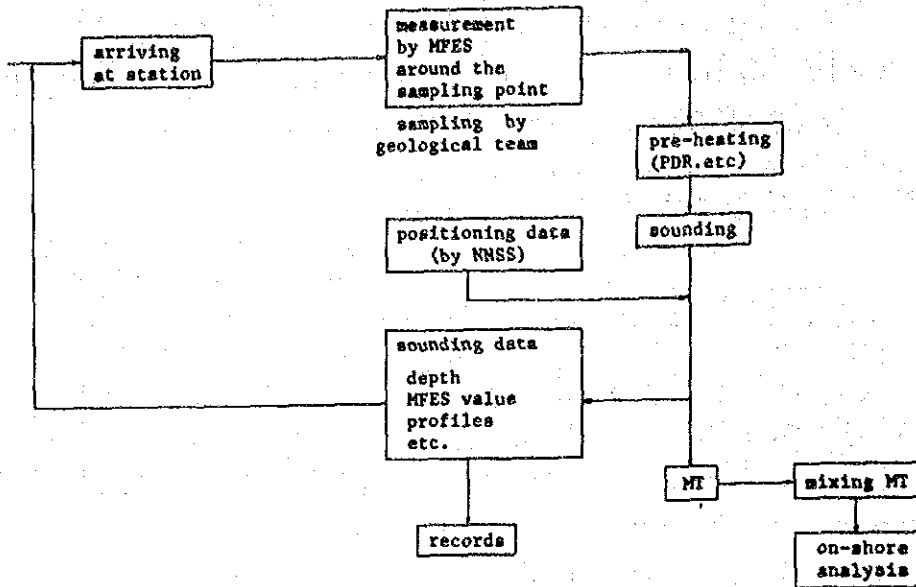 arriving
at station
measurement
by MFES
around the
sampling point
sampling by
geological team
pre-heating
(PDR.etc)
positioning data
(by NNSS)
sounding
sounding data
depth
MFES value
profiles
etc.
MT
mixing MT
records
on-shore
analysis